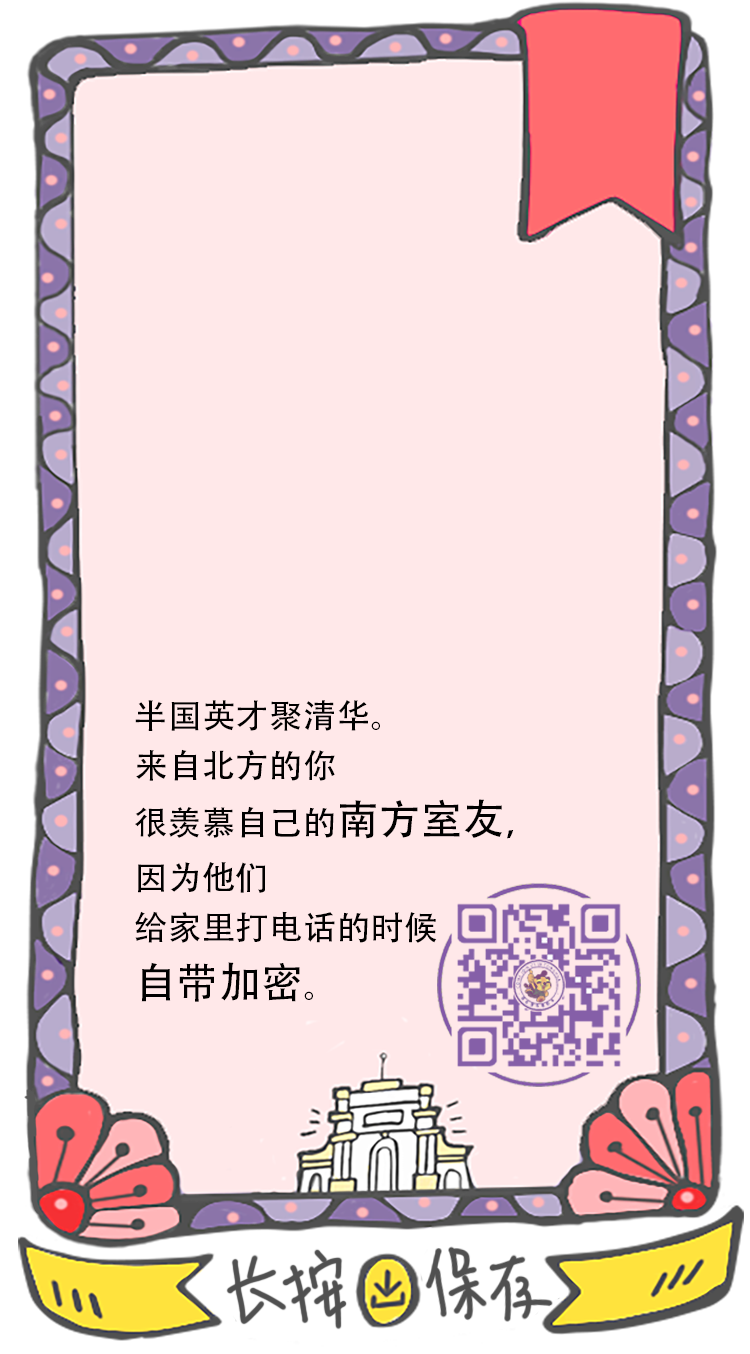 半国英才聚清华。
来自北方的你
很羡慕自己的南方室友，
因为他们
给家里打电话的时候
自带加密。
长按保存